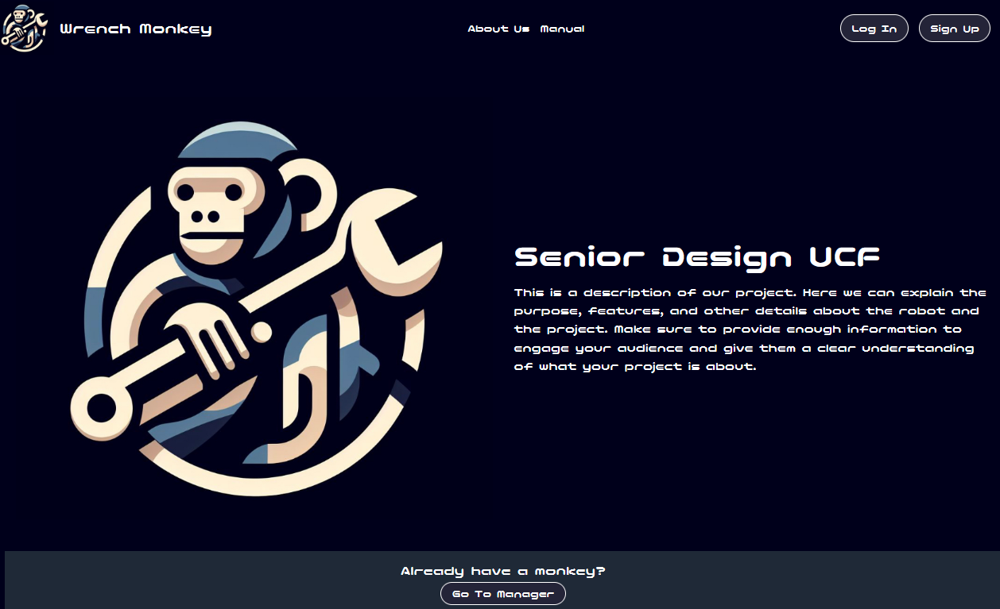 Wrench Monkey
About Us Manual
Log In
Sign Up
Senior Design UCF
This is a description of our project. Here we can explain the
purpose, features, and other details about the robot and
the project. Make sure to provide enough information to
engage your audience and give them a clear understanding
of what your project is about.
Already have a monkey?
Go To Manager